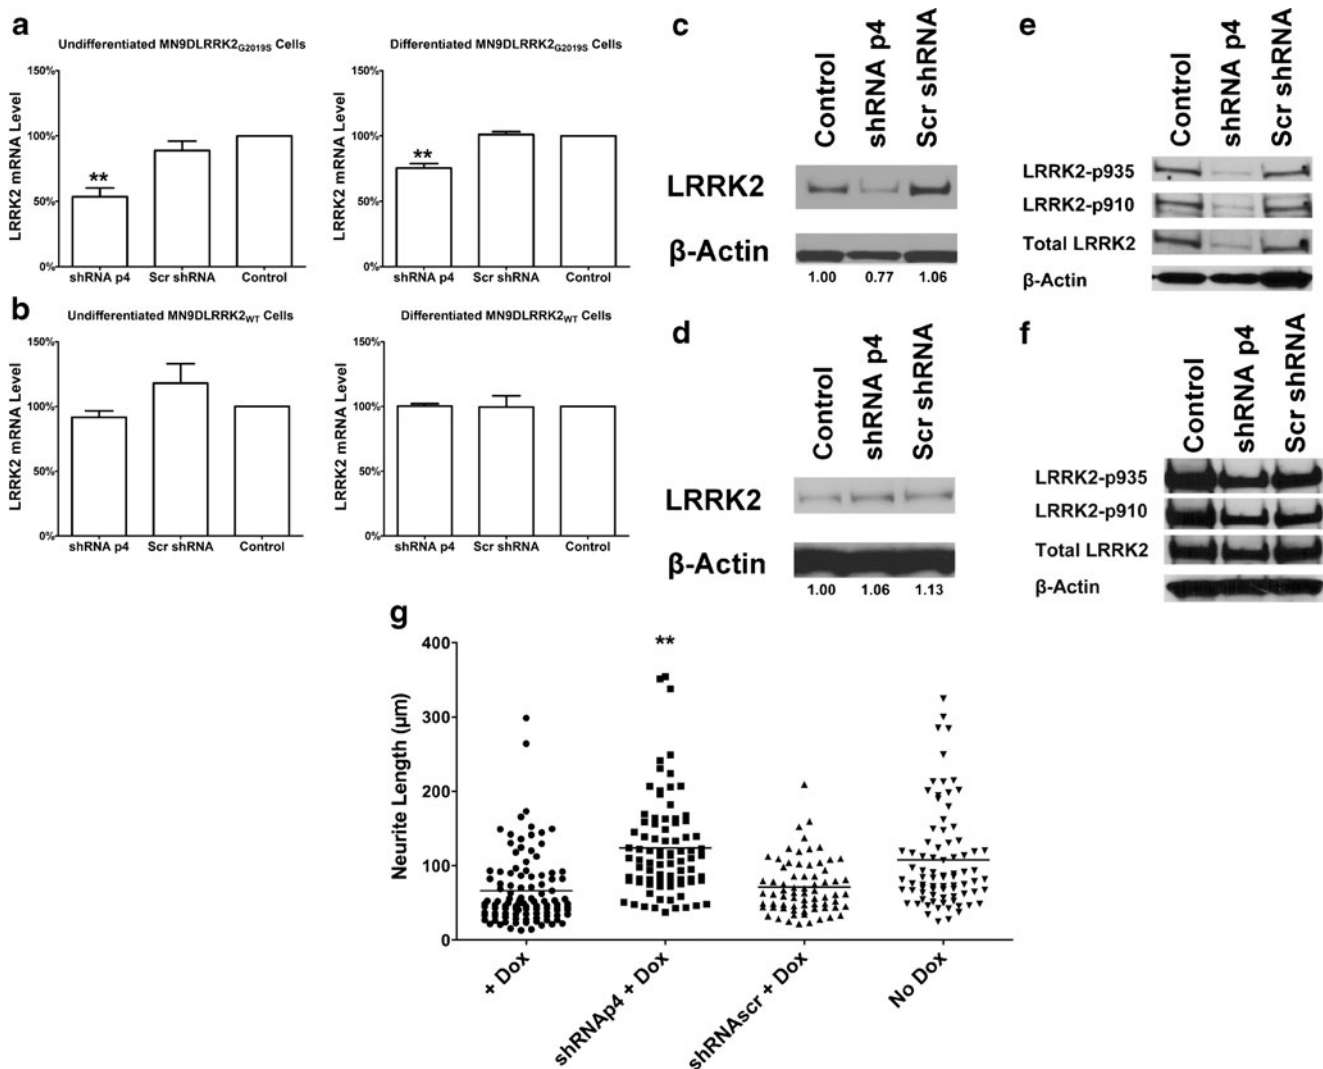 a
Undifferentiated MN9DLRRK2G2019S Cells
LRRK2 mRNA Level
150%
100%
50%
0%
**
shRNA p4 Scr shRNA Control
Differentiated MN9DLRRK2G2019S Cells
LRRK2 mRNA Level
150%
100%
50%
0%
**
shRNA p4 Scr shRNA Control
b
Undifferentiated MN9DLRRK2WT Cells
LRRK2 mRNA Level
150%
100%
50%
0%
shRNA p4 Scr shRNA Control
Differentiated MN9DLRRK2WT Cells
LRRK2 mRNA Level
150%
100%
50%
0%
shRNA p4 Scr shRNA Control
c
Control
shRNA p4
Scr shRNA
LRRK2
β-Actin
1.00 0.77 1.06
d
Control
shRNA p4
Scr shRNA
LRRK2
β-Actin
1.00 1.06 1.13
e
Control
shRNA p4
Scr shRNA
LRRK2-p935
LRRK2-p910
Total LRRK2
β-Actin
f
Control
shRNA p4
Scr shRNA
LRRK2-p935
LRRK2-p910
Total LRRK2
β-Actin
g
Neurite Length (μm)
400
300
200
100
0
**
+ Dox
shRNAp4 + Dox
shRNAscr + Dox
No Dox